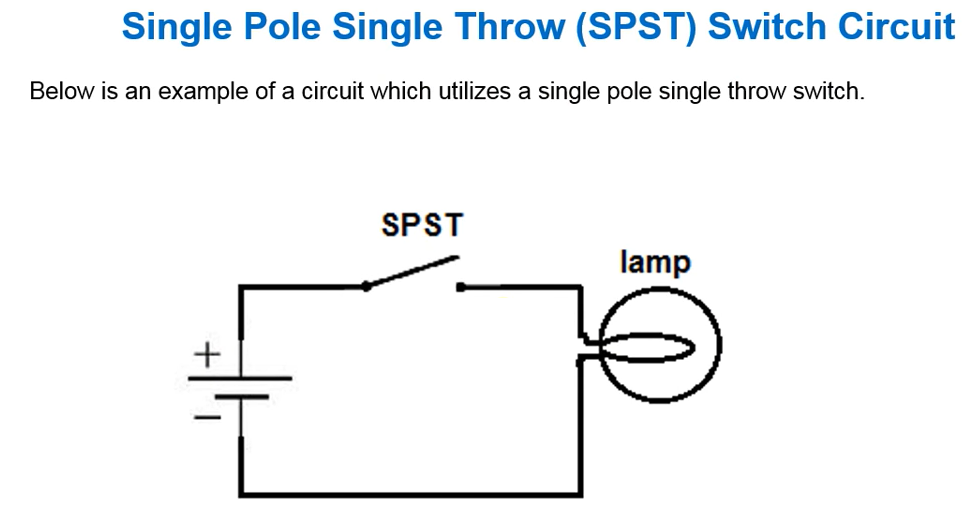 Single Pole Single Throw (SPST) Switch Circuit
Below is an example of a circuit which utilizes a single pole single throw switch.
SPST
lamp
+
−